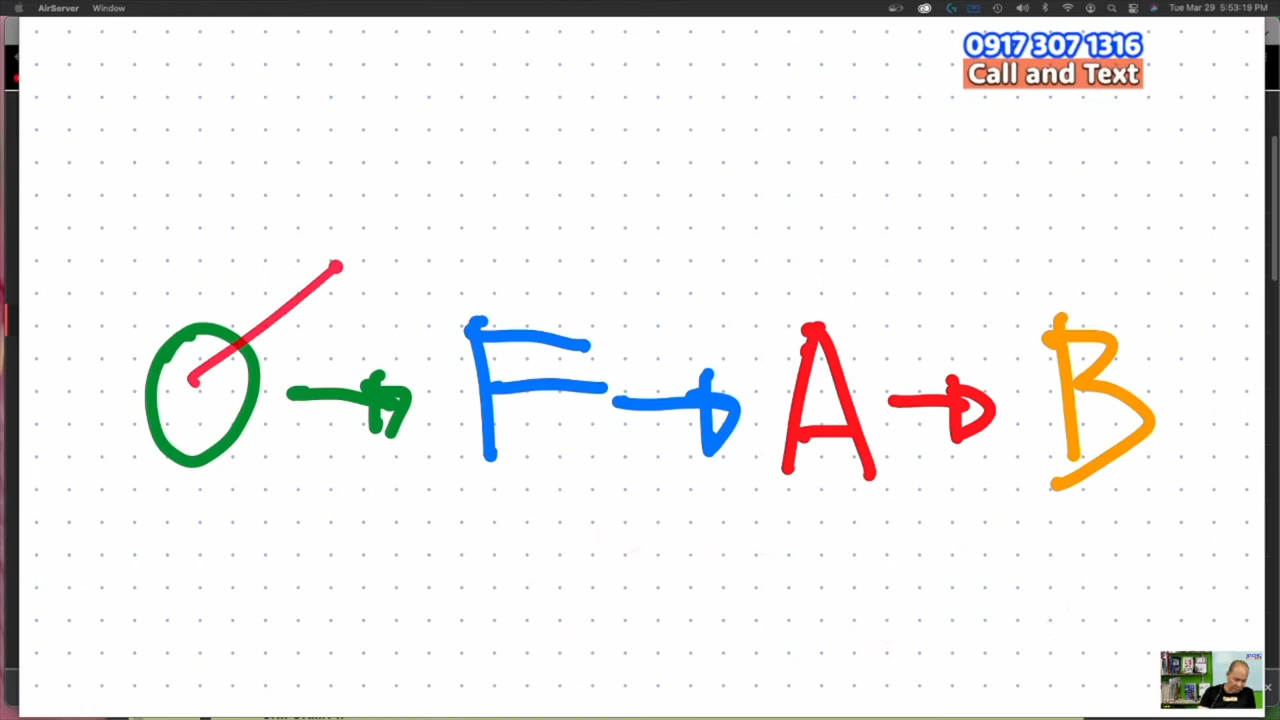 AirServer Window Tue Mar 29 5:53:19 PM
0917 307 1316
Call and Text
O → F → A → B